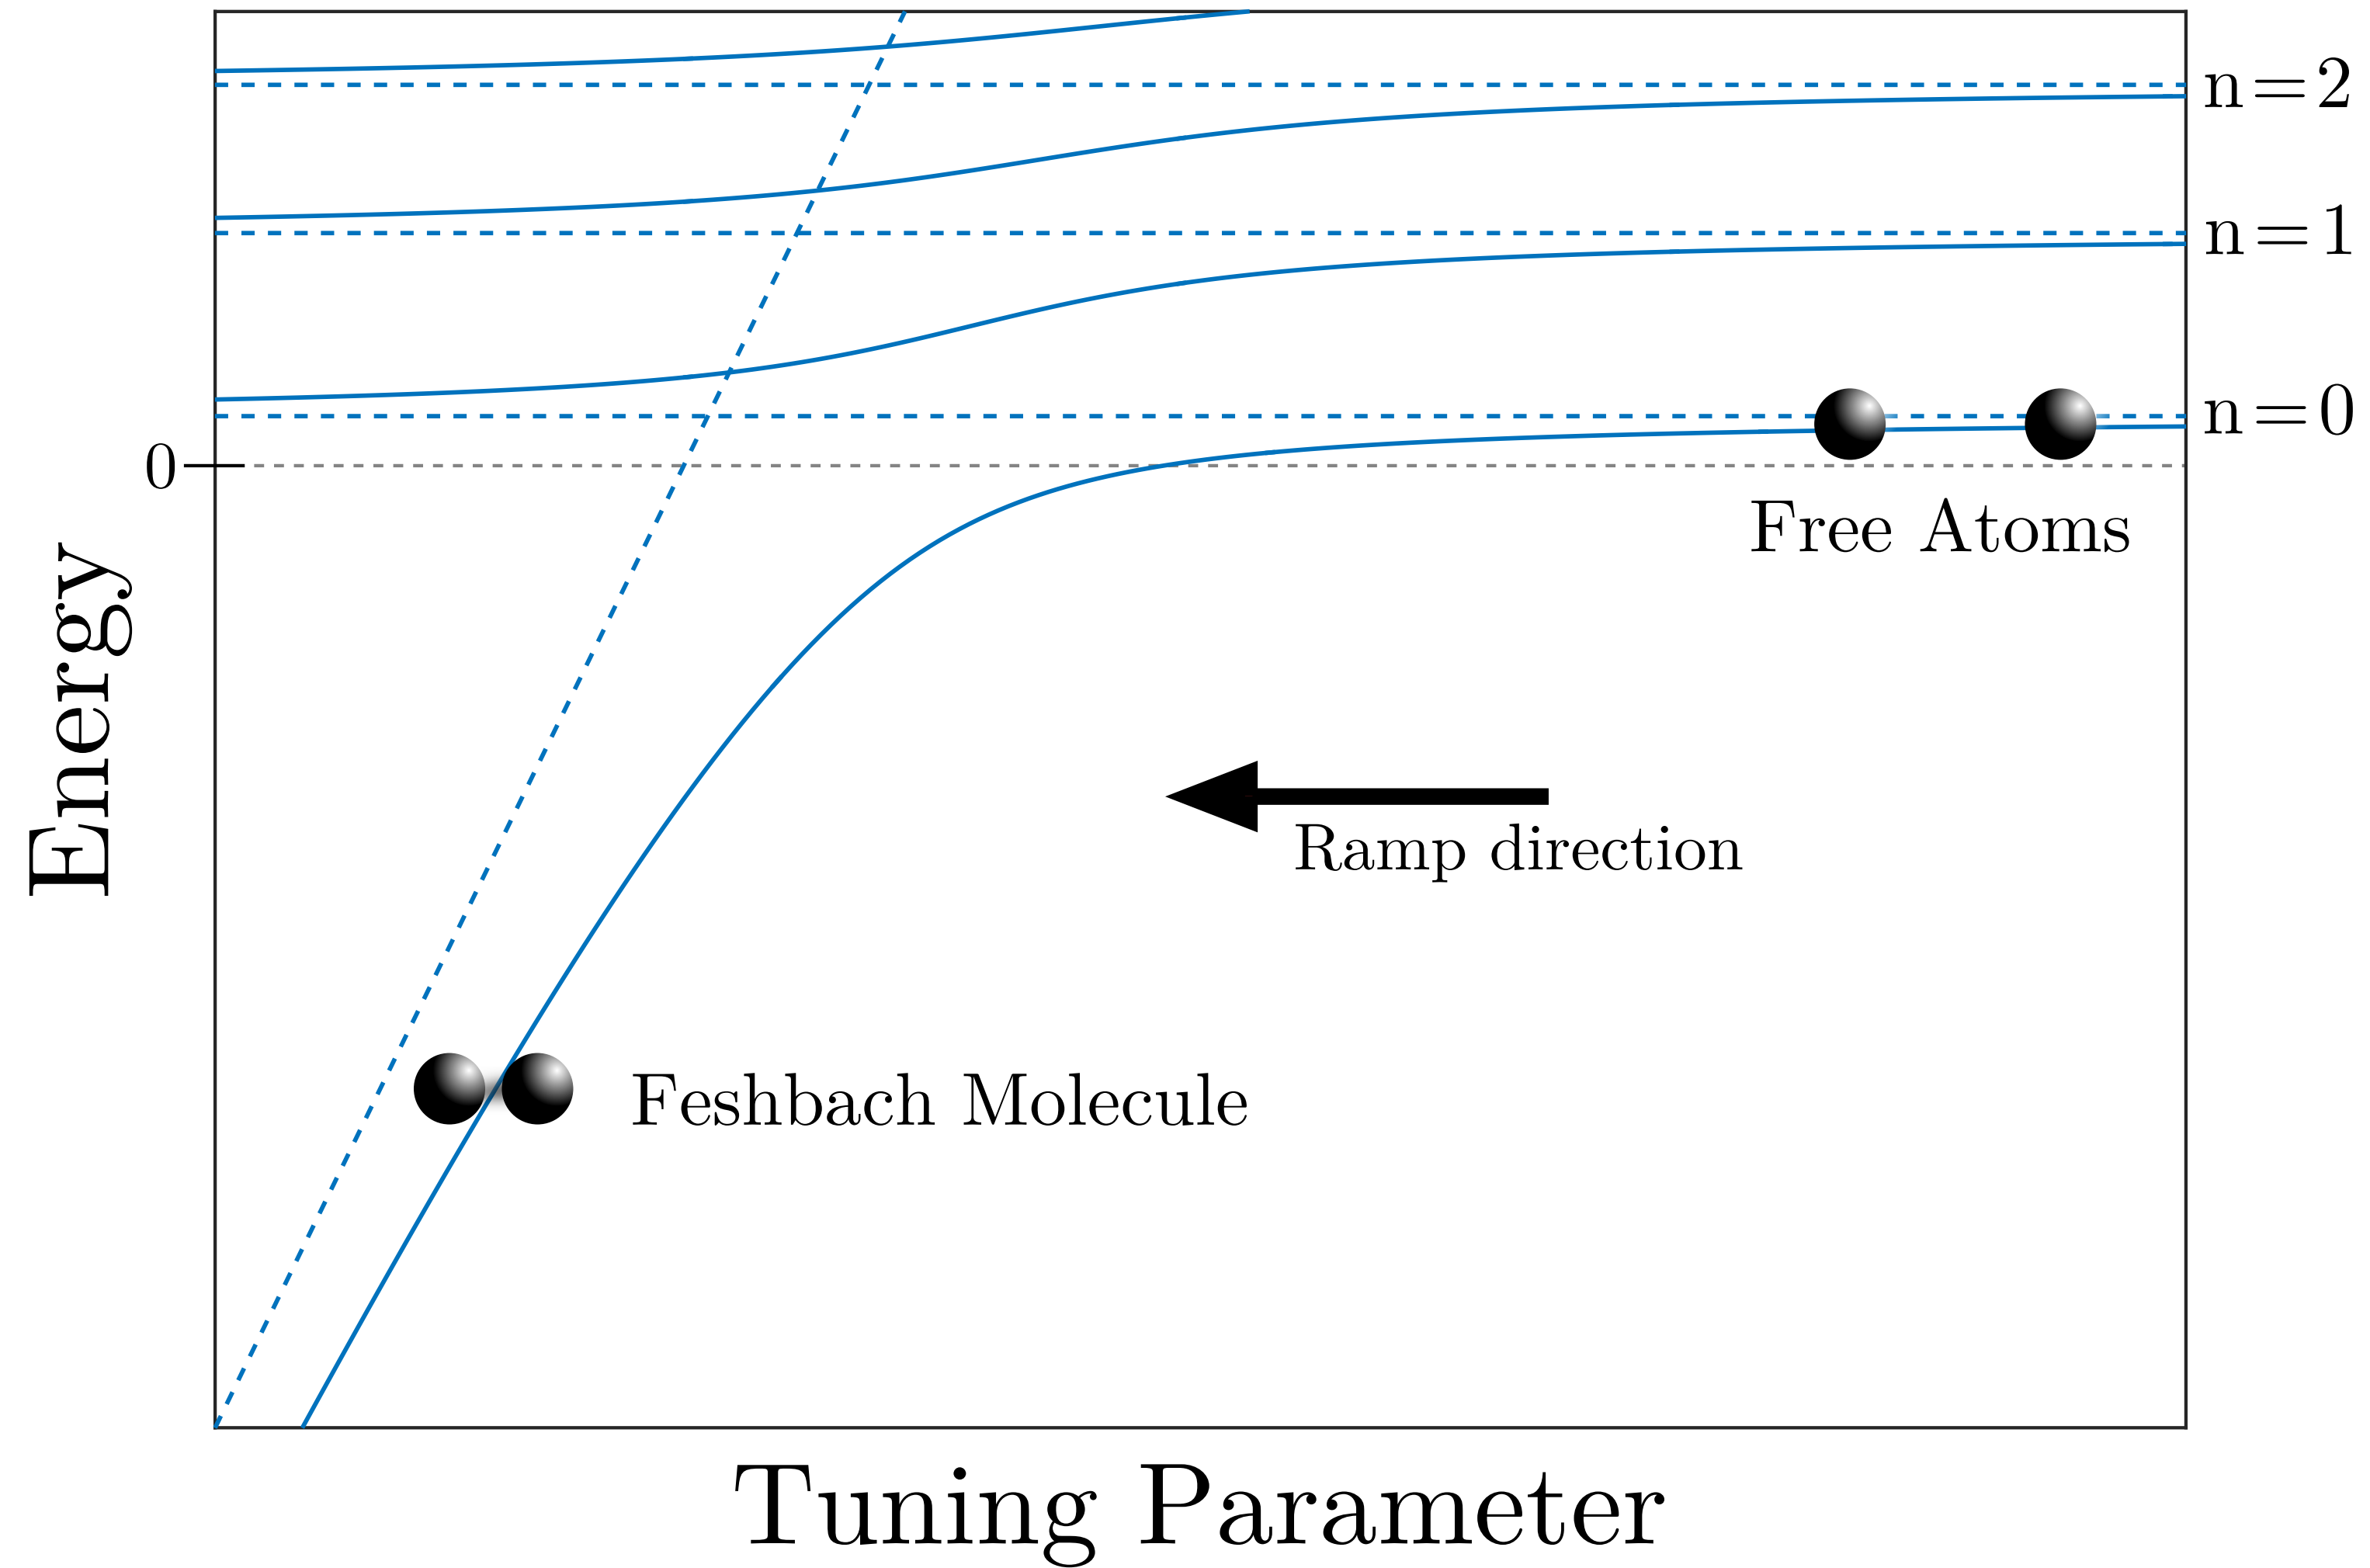 n=2
n=1
n=0
0
Free Atoms
Energy
Ramp direction
Feshbach Molecule
Tuning Parameter